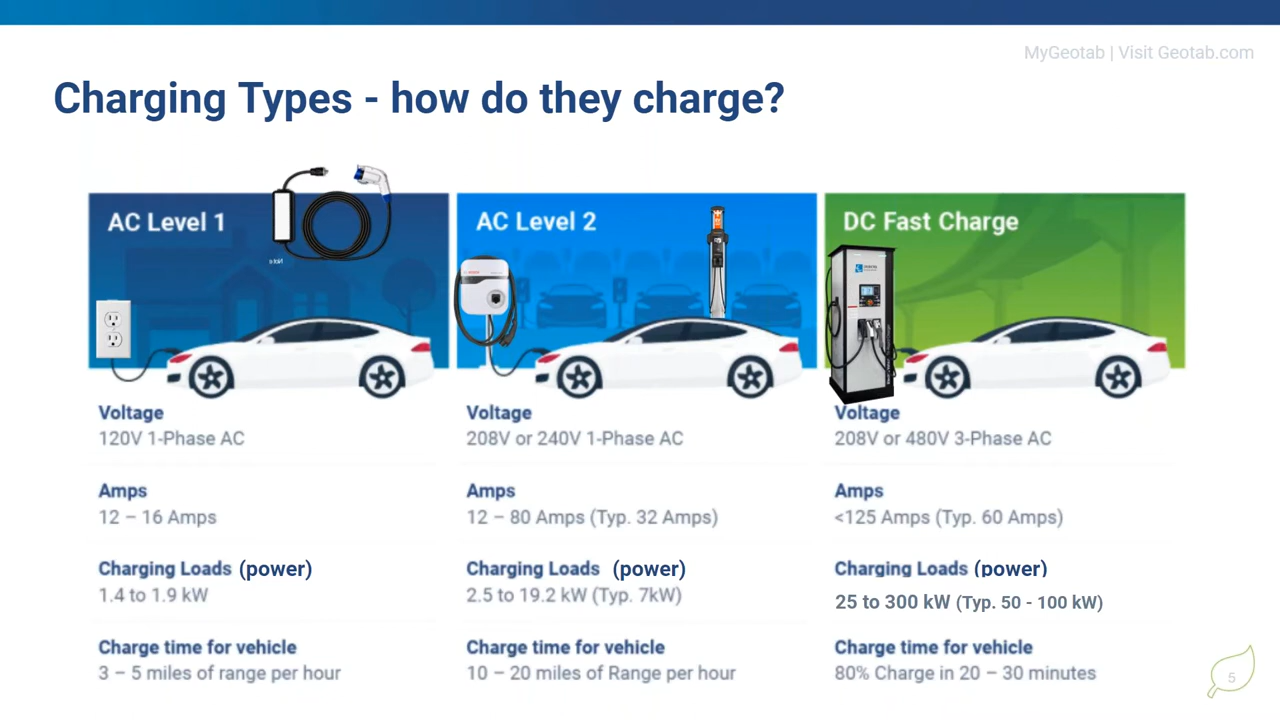 MyGeotab | Visit Geotab.com
Charging Types - how do they charge?
AC Level 1
AC Level 2
DC Fast Charge
Voltage
120V 1-Phase AC
Amps
12 – 16 Amps
Charging Loads (power)
1.4 to 1.9 kW
Charge time for vehicle
3 – 5 miles of range per hour
Voltage
208V or 240V 1-Phase AC
Amps
12 – 80 Amps (Typ. 32 Amps)
Charging Loads (power)
2.5 to 19.2 kW (Typ. 7kW)
Charge time for vehicle
10 – 20 miles of Range per hour
Voltage
208V or 480V 3-Phase AC
Amps
<125 Amps (Typ. 60 Amps)
Charging Loads (power)
25 to 300 kW (Typ. 50 - 100 kW)
Charge time for vehicle
80% Charge in 20 – 30 minutes
5